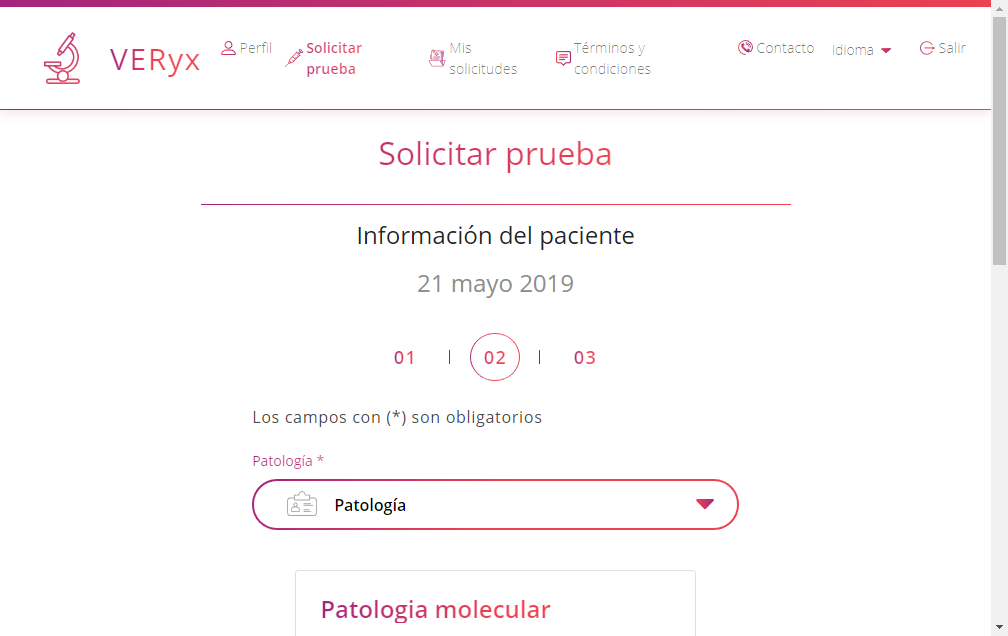 VERyx
Perfil
Solicitar
prueba
Mis
solicitudes
Términos y
condiciones
Contacto
Idioma
Salir
Solicitar prueba
Información del paciente
21 mayo 2019
01 | 02 | 03
Los campos con (*) son obligatorios
Patología *
Patología
Patologia molecular